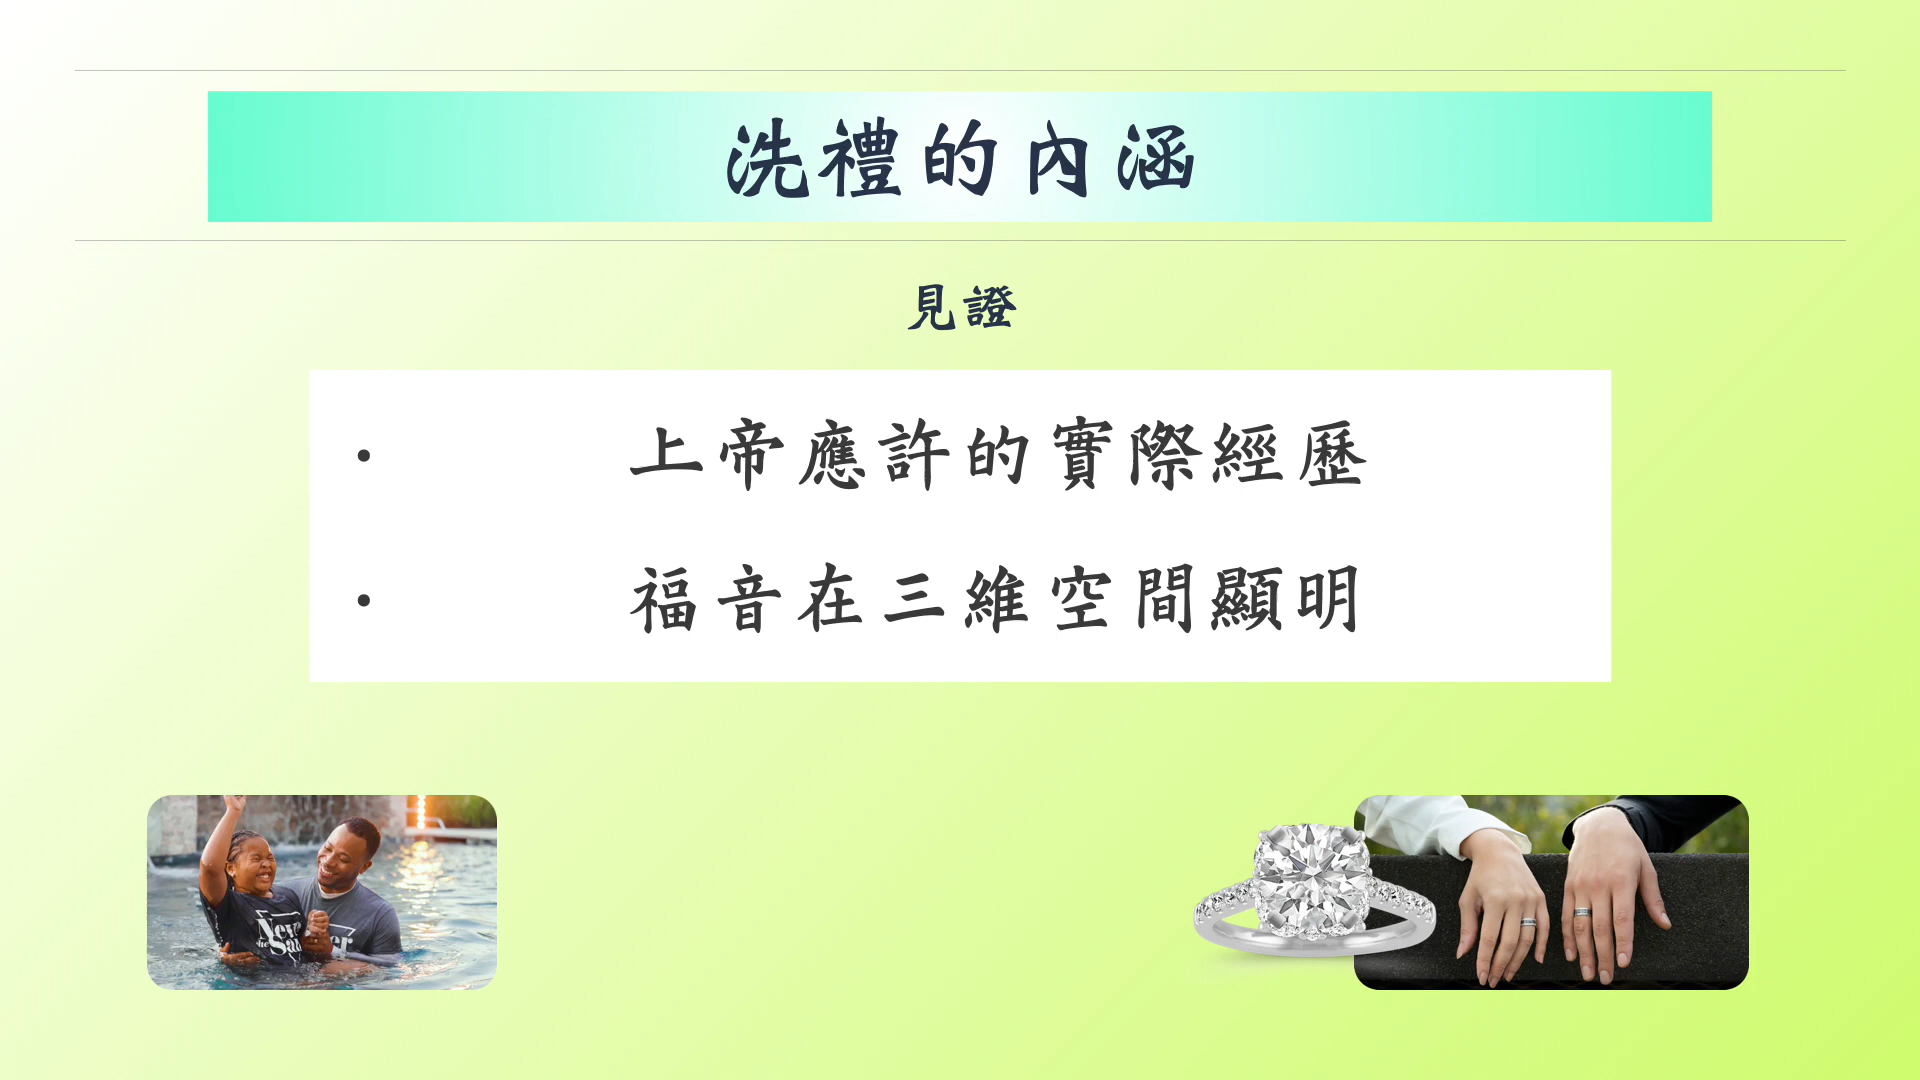 洗禮的內涵
見證
• 上帝應許的實際經歷
• 福音在三維空間顯明